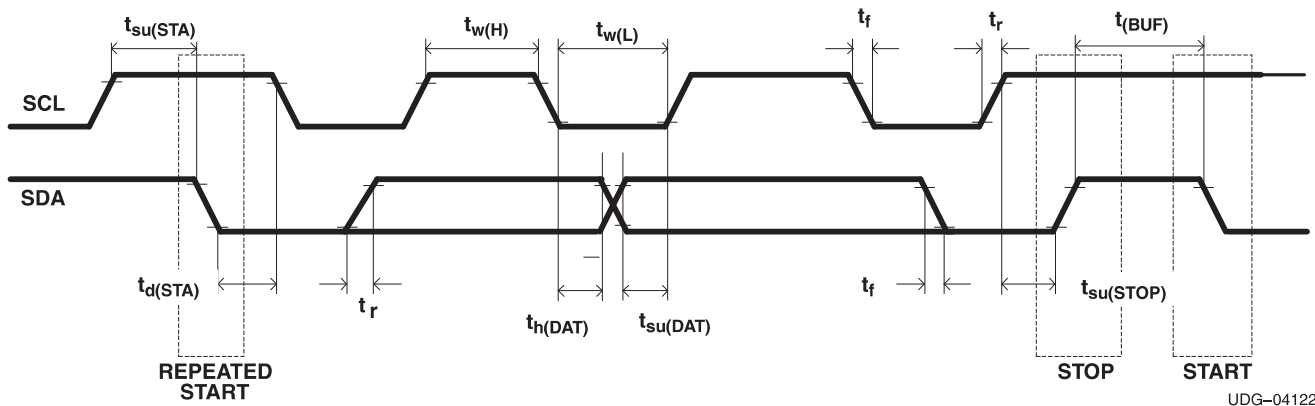 tsu(STA)
tw(H)
tw(L)
tf
tr
t(BUF)
SCL
SDA
td(STA)
tr
th(DAT)
tsu(DAT)
tf
tsu(STOP)
REPEATED
START
STOP
START
UDG–04122